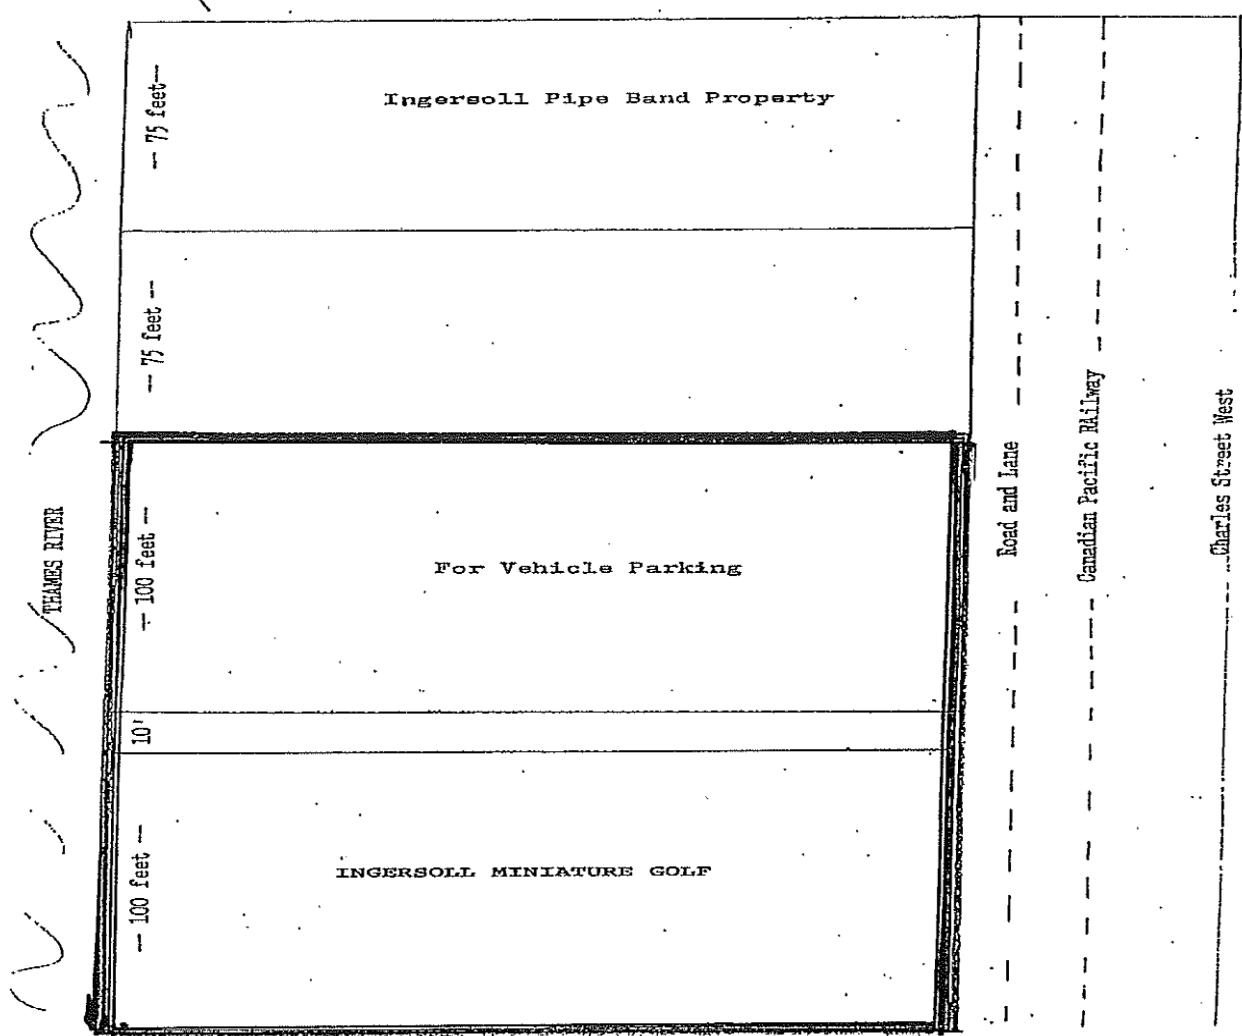 Ingersoll Pipe Band Property
— 75 feet—
— 75 feet —
THAMES RIVER
— 100 feet —
For Vehicle Parking
10'
— 100 feet —
INGERSOLL MINIATURE GOLF
Road and Lane
Canadian Pacific RAilway
Charles Street West